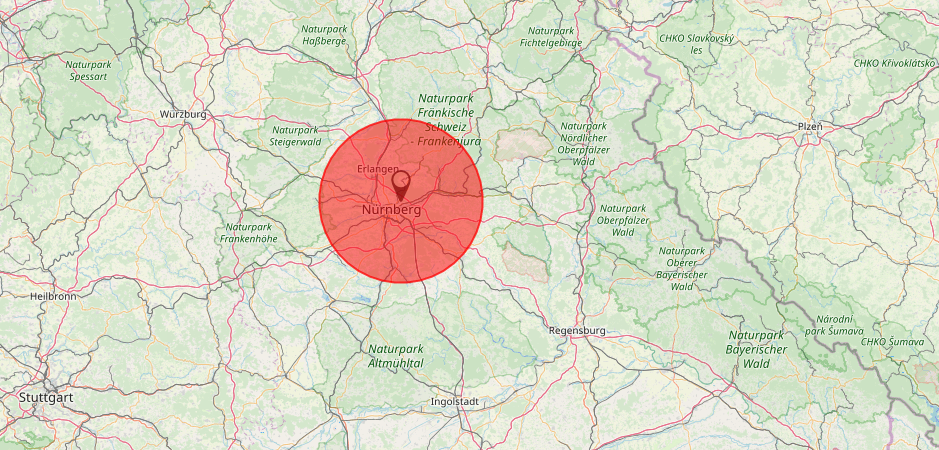 Naturpark
Haßberge
Naturpark
Fichtelgebirge
CHKO Slavkovský
les
CHKO Křivoklátsko
Naturpark
Spessart
Naturpark
Fränkische
Schweiz
- Frankenjura
Würzburg
Naturpark
Steigerwald
Naturpark
Nördlicher
Oberpfälzer
Wald
Plzeň
Erlangen
Nürnberg
Naturpark
Oberpfälzer
Wald
Naturpark
Frankenhöhe
Naturpark
Oberer
Bayerischer
Wald
Heilbronn
Regensburg
Národní
park Šumava
CHKO Šumava
Naturpark
Bayerischer
Wald
Naturpark
Altmühltal
Stuttgart
Ingolstadt